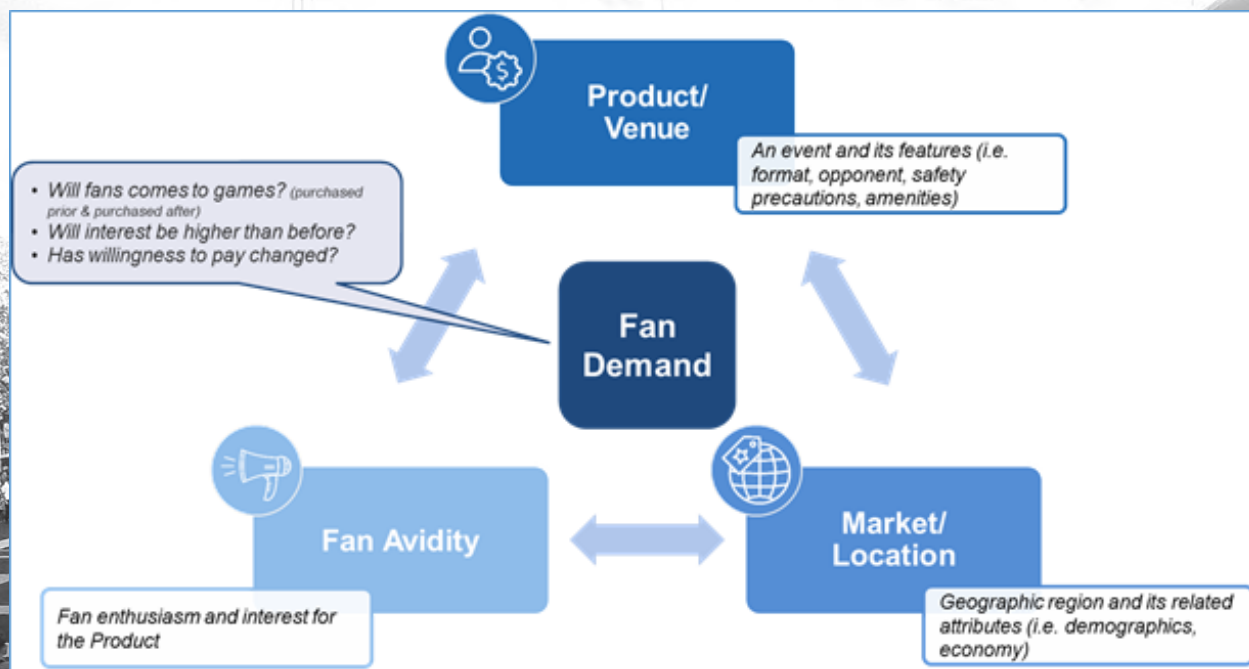 Product/
Venue
An event and its features (i.e.
format, opponent, safety
precautions, amenities)
• Will fans comes to games? (purchased
prior & purchased after)
• Will interest be higher than before?
• Has willingness to pay changed?
Fan
Demand
$
Fan Avidity
Fan enthusiasm and interest for
the Product
Market/
Location
Geographic region and its related
attributes (i.e. demographics,
economy)